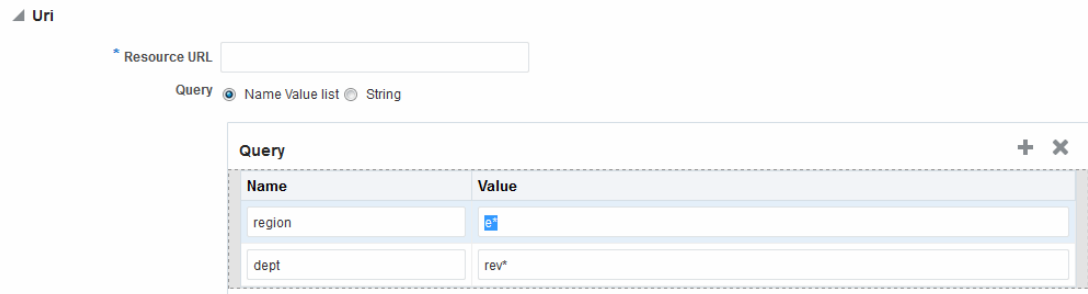 Uri
* Resource URL
Query Name Value list String
Query
Name Value
region e*
dept rev*